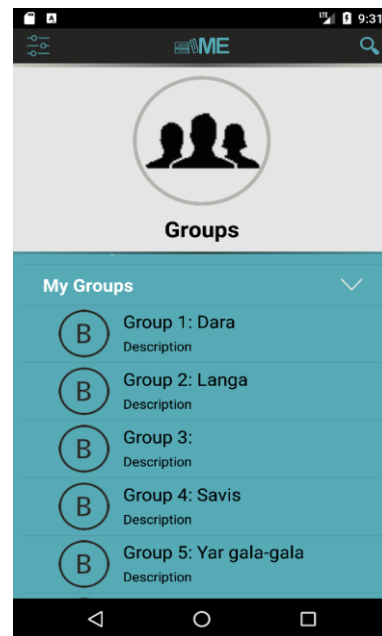 LTE 9:31
ME
Groups
My Groups
B
Group 1: Dara
Description
B
Group 2: Langa
Description
B
Group 3:
Description
B
Group 4: Savis
Description
B
Group 5: Yar gala-gala
Description